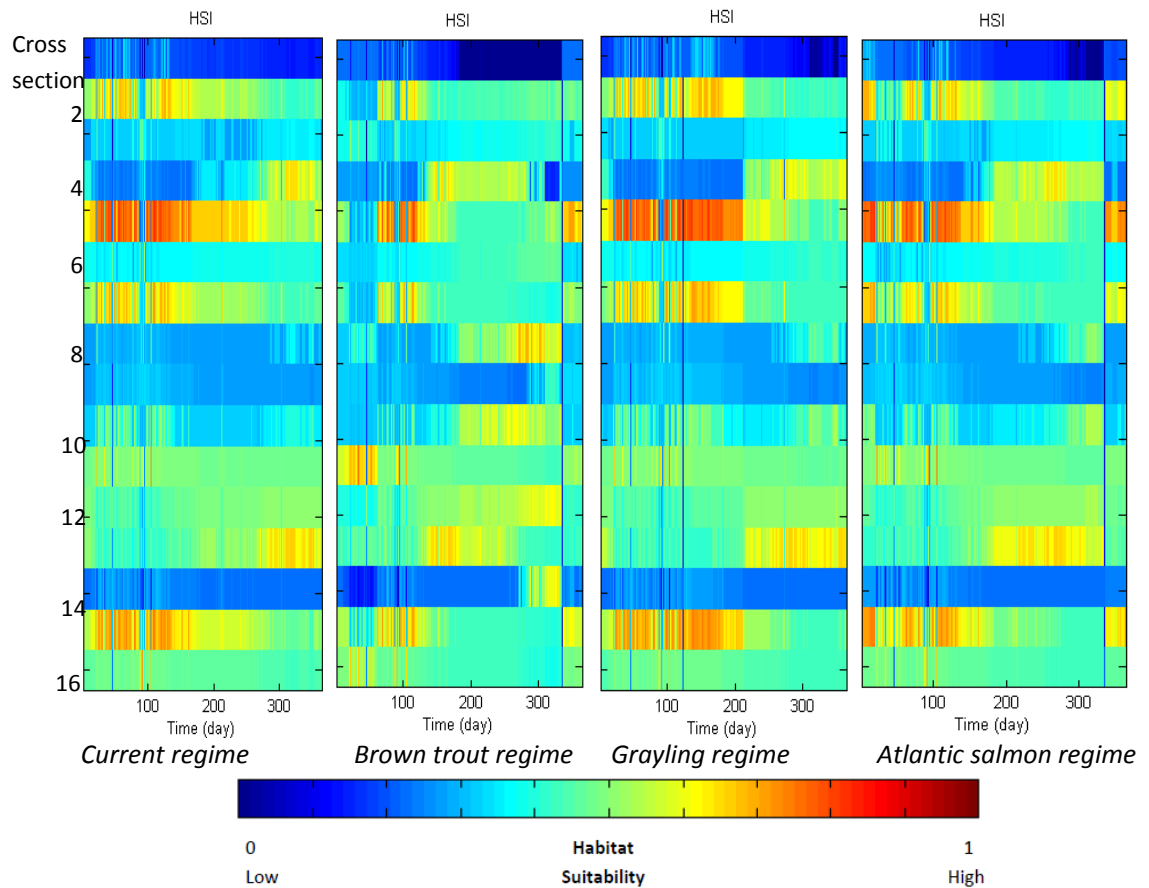 HSI HSI HSI HSI
Cross
section
2
4
6
8
10
12
14
16
100 200 300 100 200 300 100 200 300 100 200 300
Time (day) Time (day) Time (day) Time (day)
Current regime Brown trout regime Grayling regime Atlantic salmon regime
0 Habitat 1
Low Suitability High